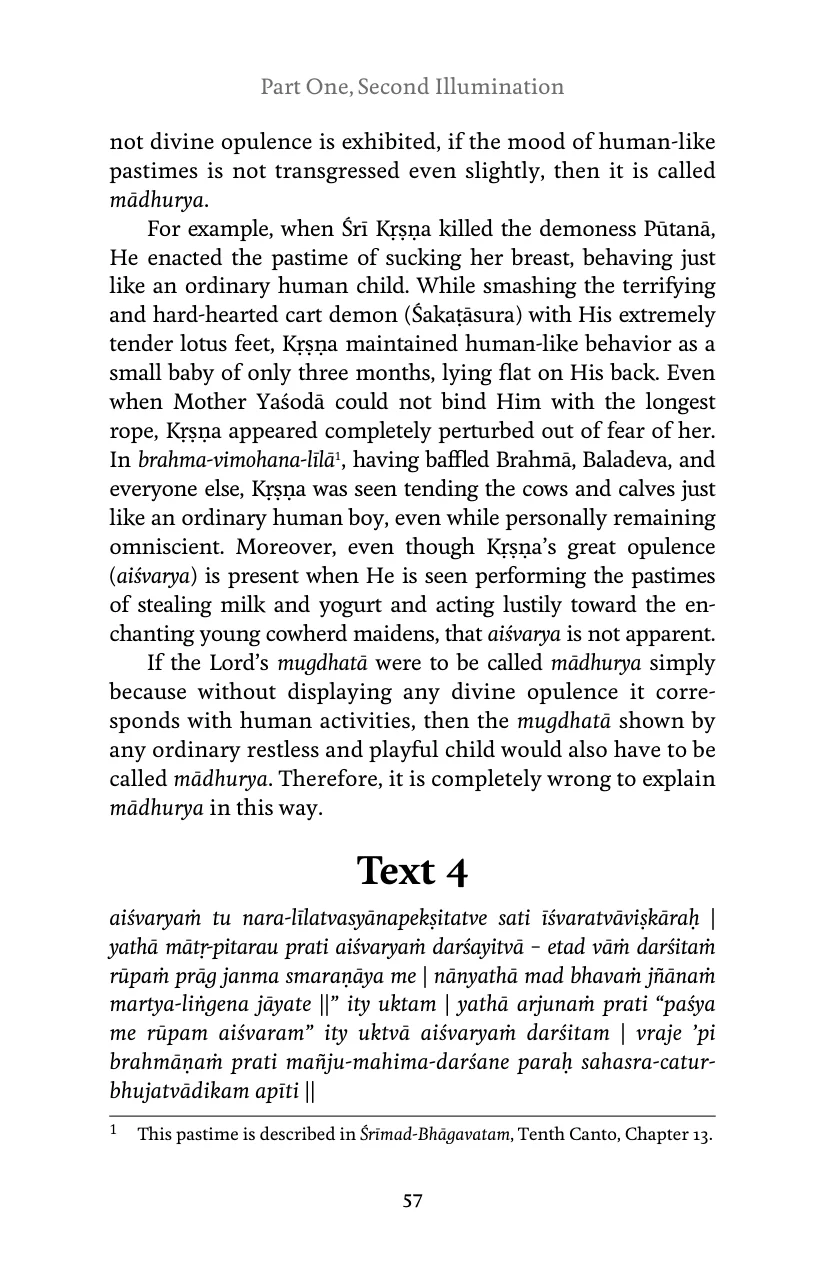 Part One, Second Illumination
not divine opulence is exhibited, if the mood of human-like
pastimes is not transgressed even slightly, then it is called
mādhurya.
For example, when Śrī Kṛṣṇa killed the demoness Pūtanā,
He enacted the pastime of sucking her breast, behaving just
like an ordinary human child. While smashing the terrifying
and hard-hearted cart demon (Śakaṭāsura) with His extremely
tender lotus feet, Kṛṣṇa maintained human-like behavior as a
small baby of only three months, lying flat on His back. Even
when Mother Yaśodā could not bind Him with the longest
rope, Kṛṣṇa appeared completely perturbed out of fear of her.
In brahma-vimohana-līlā¹, having baffled Brahmā, Baladeva, and
everyone else, Kṛṣṇa was seen tending the cows and calves just
like an ordinary human boy, even while personally remaining
omniscient. Moreover, even though Kṛṣṇa’s great opulence
(aiśvarya) is present when He is seen performing the pastimes
of stealing milk and yogurt and acting lustily toward the en-
chanting young cowherd maidens, that aiśvarya is not apparent.
If the Lord’s mugdhatā were to be called mādhurya simply
because without displaying any divine opulence it corre-
sponds with human activities, then the mugdhatā shown by
any ordinary restless and playful child would also have to be
called mādhurya. Therefore, it is completely wrong to explain
mādhurya in this way.
Text 4
aiśvaryaṁ tu nara-līlatvasyānapekṣitatve sati īśvaratvāviṣkāraḥ |
yathā mātṛ-pitarau prati aiśvaryaṁ darśayitvā – etad vāṁ darśitaṁ
rūpaṁ prāg janma smaraṇāya me | nānyathā mad bhavaṁ jñānaṁ
martya-liṅgena jāyate ||” ity uktam | yathā arjunaṁ prati “paśya
me rūpam aiśvaram” ity uktvā aiśvaryaṁ darśitam | vraje ’pi
brahmāṇaṁ prati mañju-mahima-darśane paraḥ sahasra-catur-
bhujatvādikam apīti ||
1 This pastime is described in Śrīmad-Bhāgavatam, Tenth Canto, Chapter 13.
57